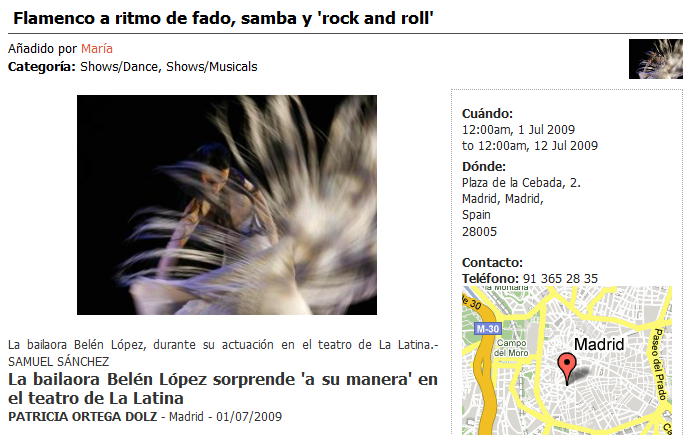 Flamenco a ritmo de fado, samba y 'rock and roll'
Añadido por María
Categoría: Shows/Dance, Shows/Musicals
La bailaora Belén López, durante su actuación en el teatro de La Latina.-
SAMUEL SÁNCHEZ
La bailaora Belén López sorprende 'a su manera' en
el teatro de La Latina
PATRICIA ORTEGA DOLZ - Madrid - 01/07/2009
Cuándo:
12:00am, 1 Jul 2009
to 12:00am, 12 Jul 2009
Dónde:
Plaza de la Cebada, 2.
Madrid, Madrid,
Spain
28005
Contacto:
Teléfono: 91 365 28 35
la Montaña
de 30
M-30
Campo
del Moro
Madrid
Paseo del Prado